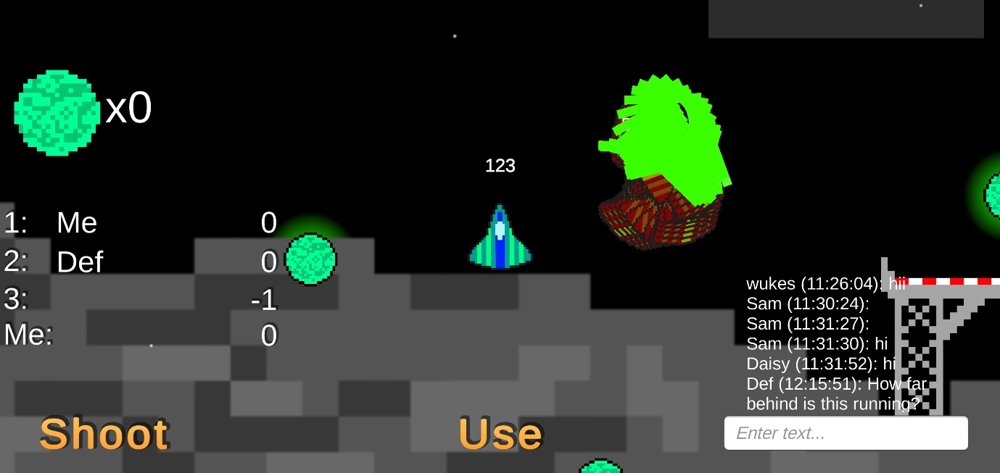 x0
123
1: Me 0
2: Def 0
3: -1
Me: 0
wukes (11:26:04): hii
Sam (11:30:24):
Sam (11:31:27):
Sam (11:31:30): hi
Daisy (11:31:52): hi
Def (12:15:51): How far
behind is this running?
Shoot
Use
Enter text...